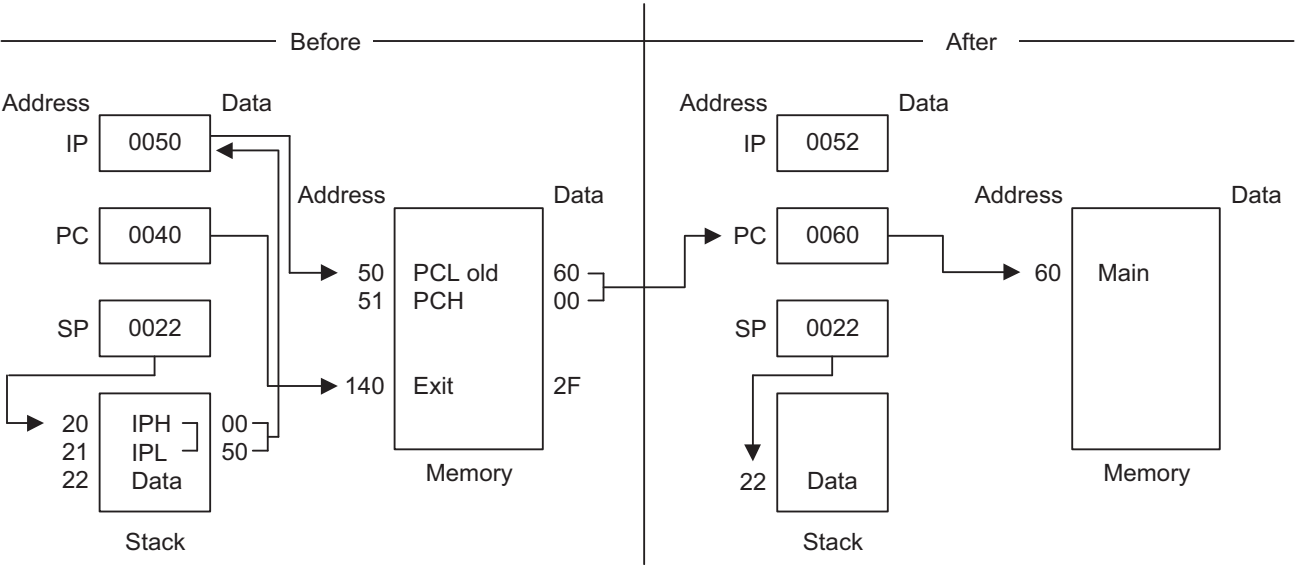 Before
After
Address Data
IP 0050
Address Data
PC 0040
50 PCL old 60
51 PCH 00
SP 0022
140 Exit 2F
20 IPH 00
21 IPL 50
22 Data
Memory
Stack
Address Data
IP 0052
Address Data
PC 0060
60 Main
SP 0022
22 Data
Memory
Stack